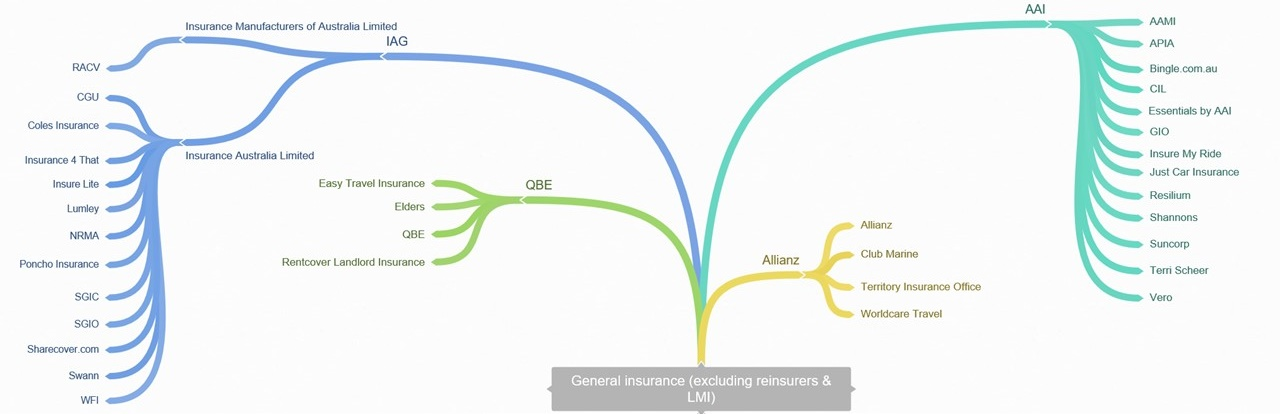 Insurance Manufacturers of Australia Limited
IAG
RACV
CGU
Coles Insurance
Insurance 4 That
Insure Lite
Lumley
NRMA
Poncho Insurance
SGIC
SGIO
Sharecover.com
Swann
WFI
Insurance Australia Limited
QBE
Easy Travel Insurance
Elders
QBE
Rentcover Landlord Insurance
AAI
AAMI
APIA
Bingle.com.au
CIL
Essentials by AAI
GIO
Insure My Ride
Just Car Insurance
Resilium
Shannons
Suncorp
Terri Scheer
Vero
Allianz
Allianz
Club Marine
Territory Insurance Office
Worldcare Travel
General insurance (excluding reinsurers &
LMI)